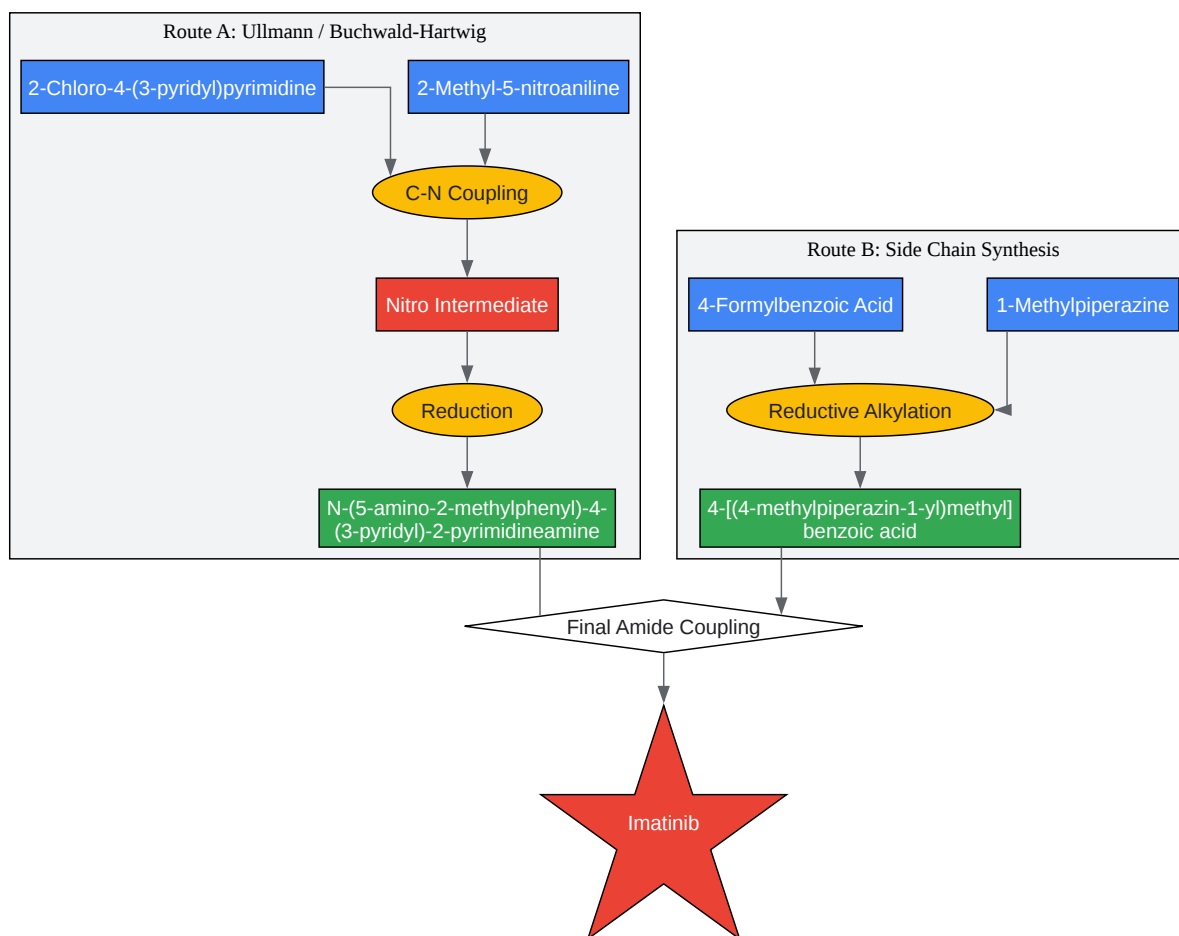 Route A: Ullmann / Buchwald-Hartwig
2-Chloro-4-(3-pyridyl)pyrimidine
2-Methyl-5-nitroaniline
C-N Coupling
Nitro Intermediate
Reduction
N-(5-amino-2-methylphenyl)-4-
(3-pyridyl)-2-pyrimidineamine
Route B: Side Chain Synthesis
4-Formylbenzoic Acid
1-Methylpiperazine
Reductive Alkylation
4-[(4-methylpiperazin-1-yl)methyl]
benzoic acid
Final Amide Coupling
Imatinib